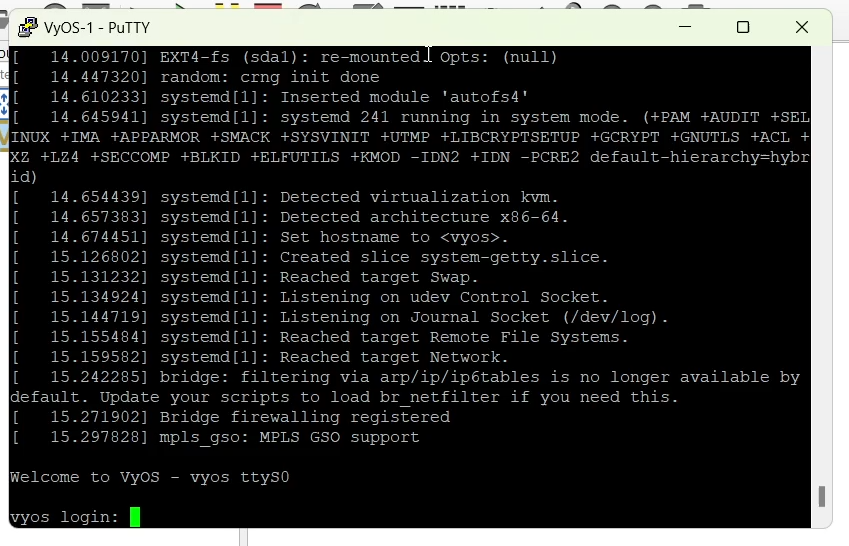 VyOS-1 - PuTTY
[   14.009170] EXT4-fs (sda1): re-mounted. Opts: (null)
[   14.447320] random: crng init done
[   14.610233] systemd[1]: Inserted module 'autofs4'
[   14.645941] systemd[1]: systemd 241 running in system mode. (+PAM +AUDIT +SEL
INUX +IMA +APPARMOR +SMACK +SYSVINIT +UTMP +LIBCRYPTSETUP +GCRYPT +GNUTLS +ACL +
XZ +LZ4 +SECCOMP +BLKID +ELFUTILS +KMOD -IDN2 +IDN -PCRE2 default-hierarchy=hybr
id)
[   14.654439] systemd[1]: Detected virtualization kvm.
[   14.657383] systemd[1]: Detected architecture x86-64.
[   14.674451] systemd[1]: Set hostname to <vyos>.
[   15.126802] systemd[1]: Created slice system-getty.slice.
[   15.131232] systemd[1]: Reached target Swap.
[   15.134924] systemd[1]: Listening on udev Control Socket.
[   15.144719] systemd[1]: Listening on Journal Socket (/dev/log).
[   15.155484] systemd[1]: Reached target Remote File Systems.
[   15.159582] systemd[1]: Reached target Network.
[   15.242285] bridge: filtering via arp/ip/ip6tables is no longer available by
default. Update your scripts to load br_netfilter if you need this.
[   15.271902] Bridge firewalling registered
[   15.297828] mpls_gso: MPLS GSO support
Welcome to VyOS - vyos ttyS0
vyos login: